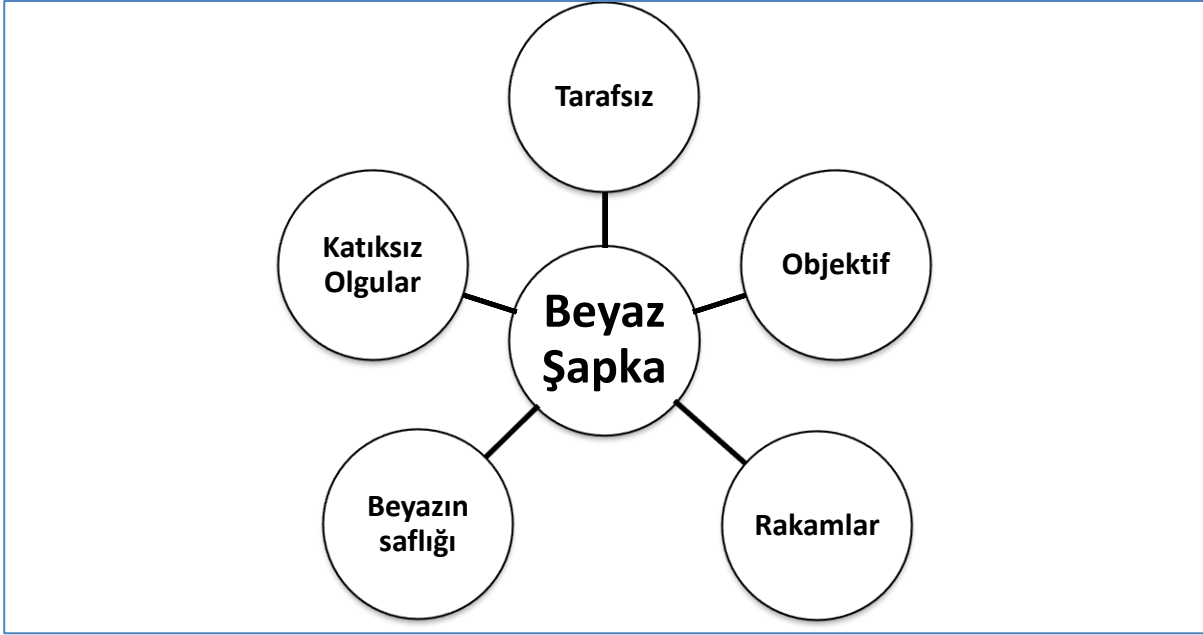 Tarafsız
Katıksız
Olgular
Objektif
Beyaz
Şapka
Beyazın
saflığı
Rakamlar